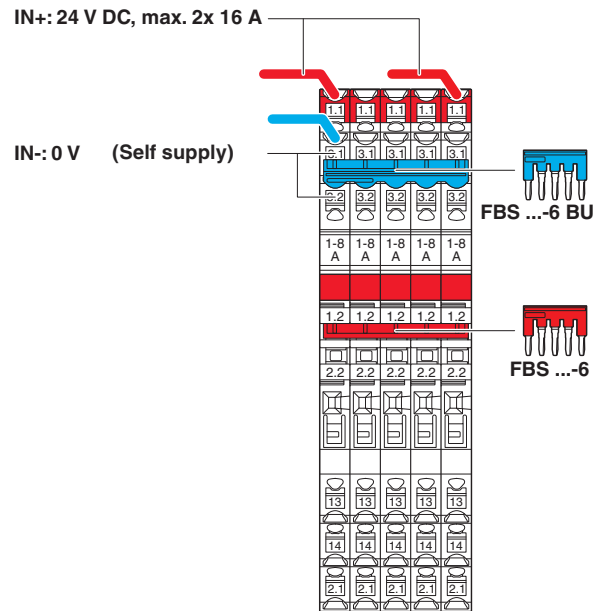 IN+: 24 V DC, max. 2x 16 A
1.1 1.1 1.1 1.1 1.1
IN-: 0 V (Self supply)
3.1 3.1 3.1 3.1 3.1
3.2 3.2 3.2 3.2 3.2
FBS ...-6 BU
1-8 1-8 1-8 1-8 1-8
A A A A A
1.2 1.2 1.2 1.2 1.2
FBS ...-6
2.2 2.2 2.2 2.2 2.2
13 13 13 13 13
14 14 14 14 14
2.1 2.1 2.1 2.1 2.1